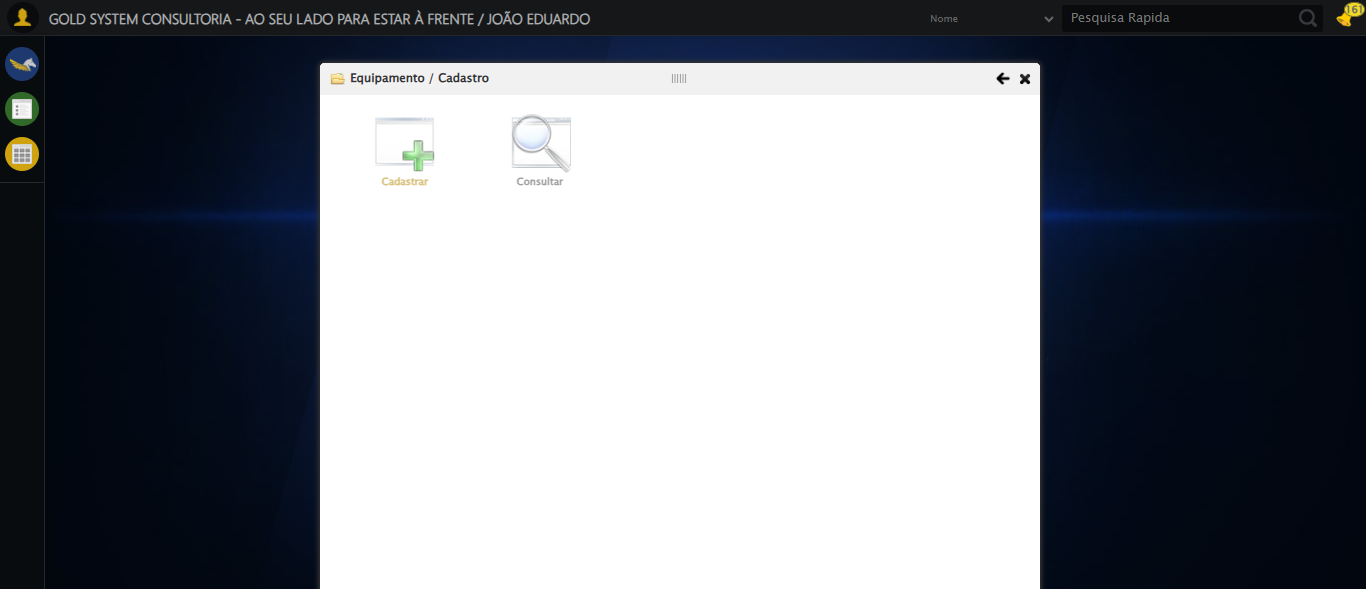 GOLD SYSTEM CONSULTORIA - AO SEU LADO PARA ESTAR À FRENTE / JOÃO EDUARDO
Nome
Pesquisa Rapida
161
Equipamento / Cadastro
Cadastrar
Consultar